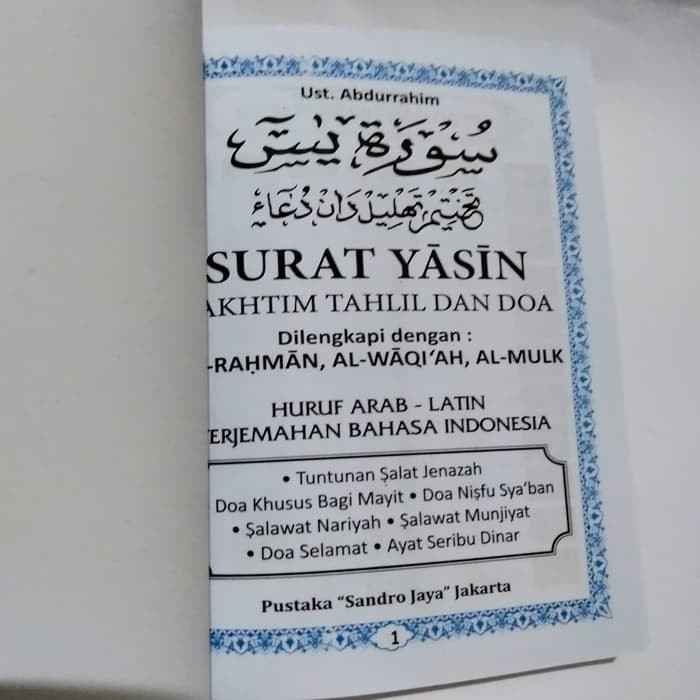 Ust. Abdurrahim
سُوْرَة يٰسٓ
تَخْتِيْم تَهْلِيْل دَانْ دُعَاءْ
SURAT YĀSĪN
AKHTIM TAHLIL DAN DOA
Dilengkapi dengan :
-RAḤMĀN, AL-WĀQI‘AH, AL-MULK
HURUF ARAB - LATIN
ERJEMAHAN BAHASA INDONESIA
• Tuntunan Ṣalat Jenazah
Doa Khusus Bagi Mayit • Doa Niṣfu Sya‘ban
• Ṣalawat Nariyah • Ṣalawat Munjiyat
• Doa Selamat • Ayat Seribu Dinar
Pustaka “Sandro Jaya” Jakarta
1